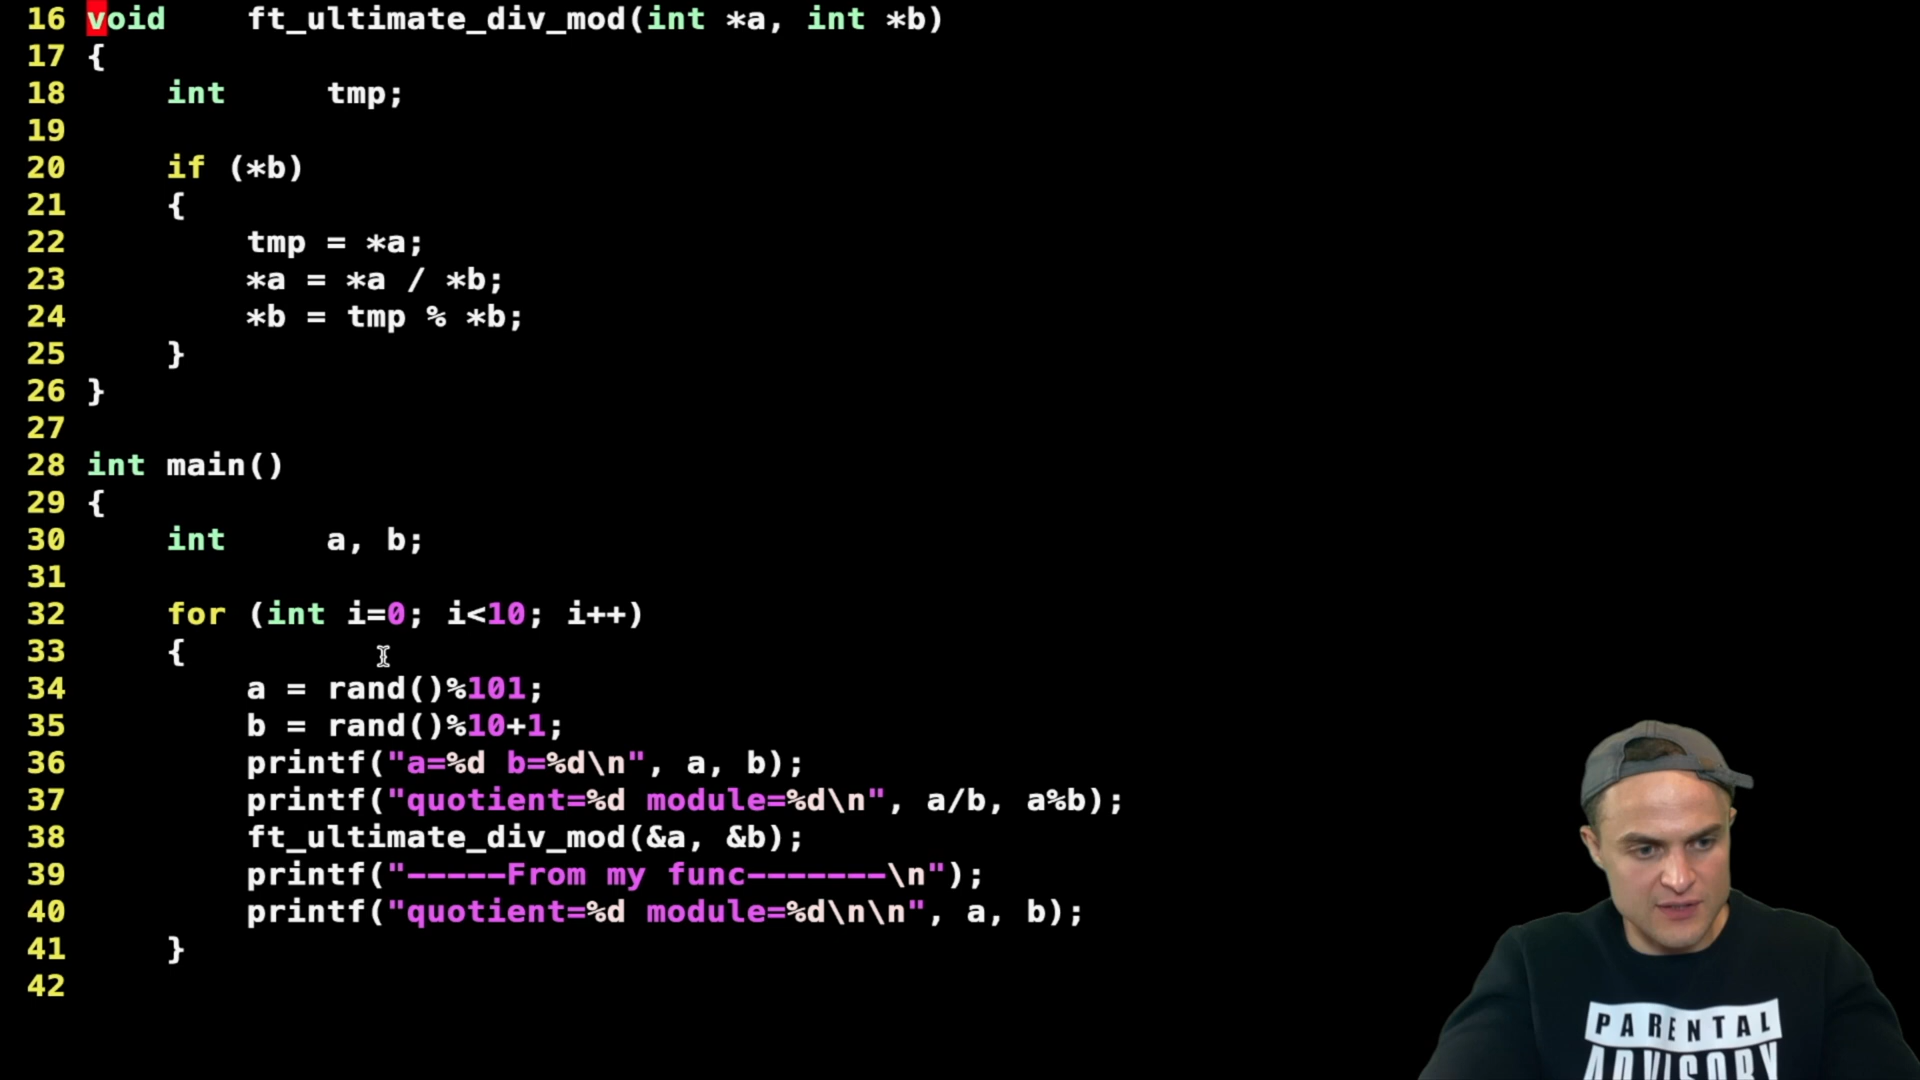 16 void ft_ultimate_div_mod(int *a, int *b)
17 {
18 int tmp;
19
20 if (*b)
21 {
22 tmp = *a;
23 *a = *a / *b;
24 *b = tmp % *b;
25 }
26 }
27
28 int main()
29 {
30 int a, b;
31
32 for (int i=0; i<10; i++)
33 {
34 a = rand()%101;
35 b = rand()%10+1;
36 printf("a=%d b=%d\n", a, b);
37 printf("quotient=%d module=%d\n", a/b, a%b);
38 ft_ultimate_div_mod(&a, &b);
39 printf("-----From my func-------\n");
40 printf("quotient=%d module=%d\n\n", a, b);
41 }
42
PARENTAL
ADVISORY